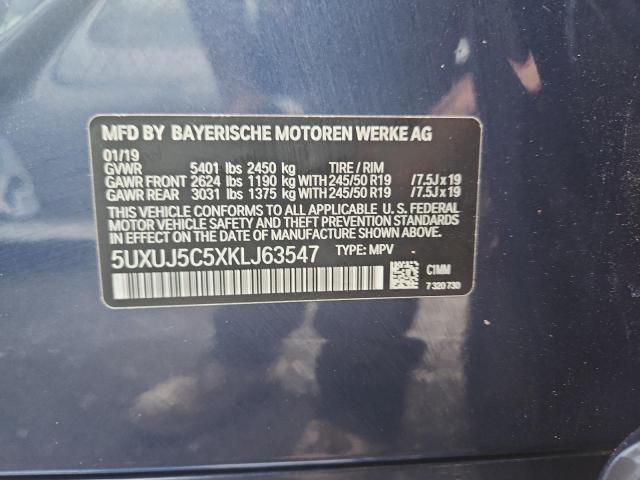 MFD BY BAYERISCHE MOTOREN WERKE AG
01/19
GVWR 5401 lbs 2450 kg TIRE / RIM
GAWR FRONT 2624 lbs 1190 kg WITH 245/50 R19 /7.5J x 19
GAWR REAR 3031 lbs 1375 kg WITH 245/50 R19 /7.5J x 19
THIS VEHICLE CONFORMS TO ALL APPLICABLE U. S. FEDERAL
MOTOR VEHICLE SAFETY AND THEFT PREVENTION STANDARDS
IN EFFECT ON THE DATE OF MANUFACTURE SHOWN ABOVE.
5UXUJ5C5XKLJ63547 TYPE: MPV
C1MM
7 320 730